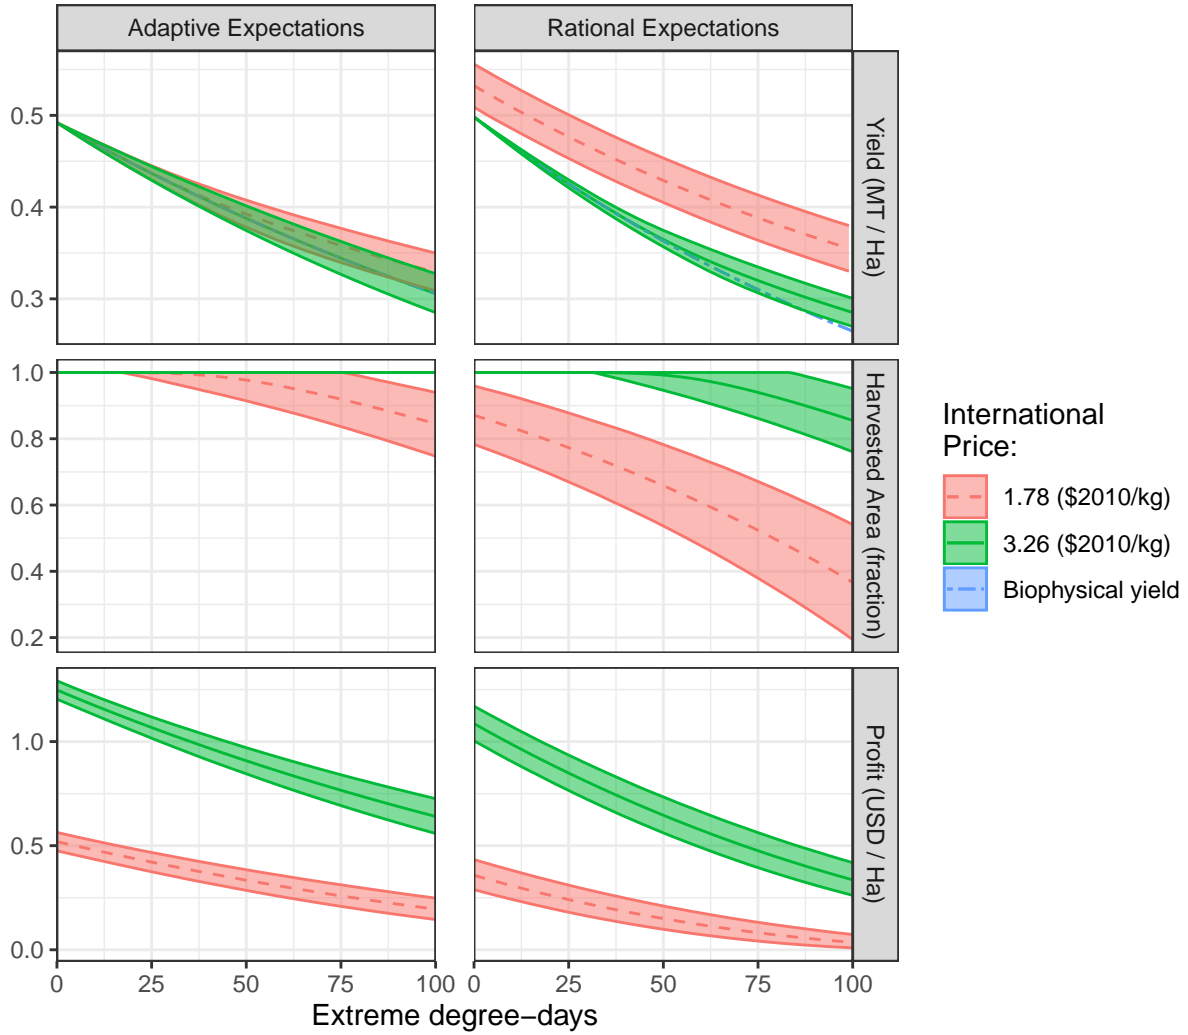 Adaptive Expectations
Rational Expectations
0.5
0.4
0.3
Yield (MT / Ha)
1.0
0.8
0.6
0.4
0.2
Harvested Area (fraction)
1.0
0.5
0.0
Profit (USD / Ha)
0
25
50
75
100
0
25
50
75
100
Extreme degree−days
International
Price:
1.78 ($2010/kg)
3.26 ($2010/kg)
Biophysical yield